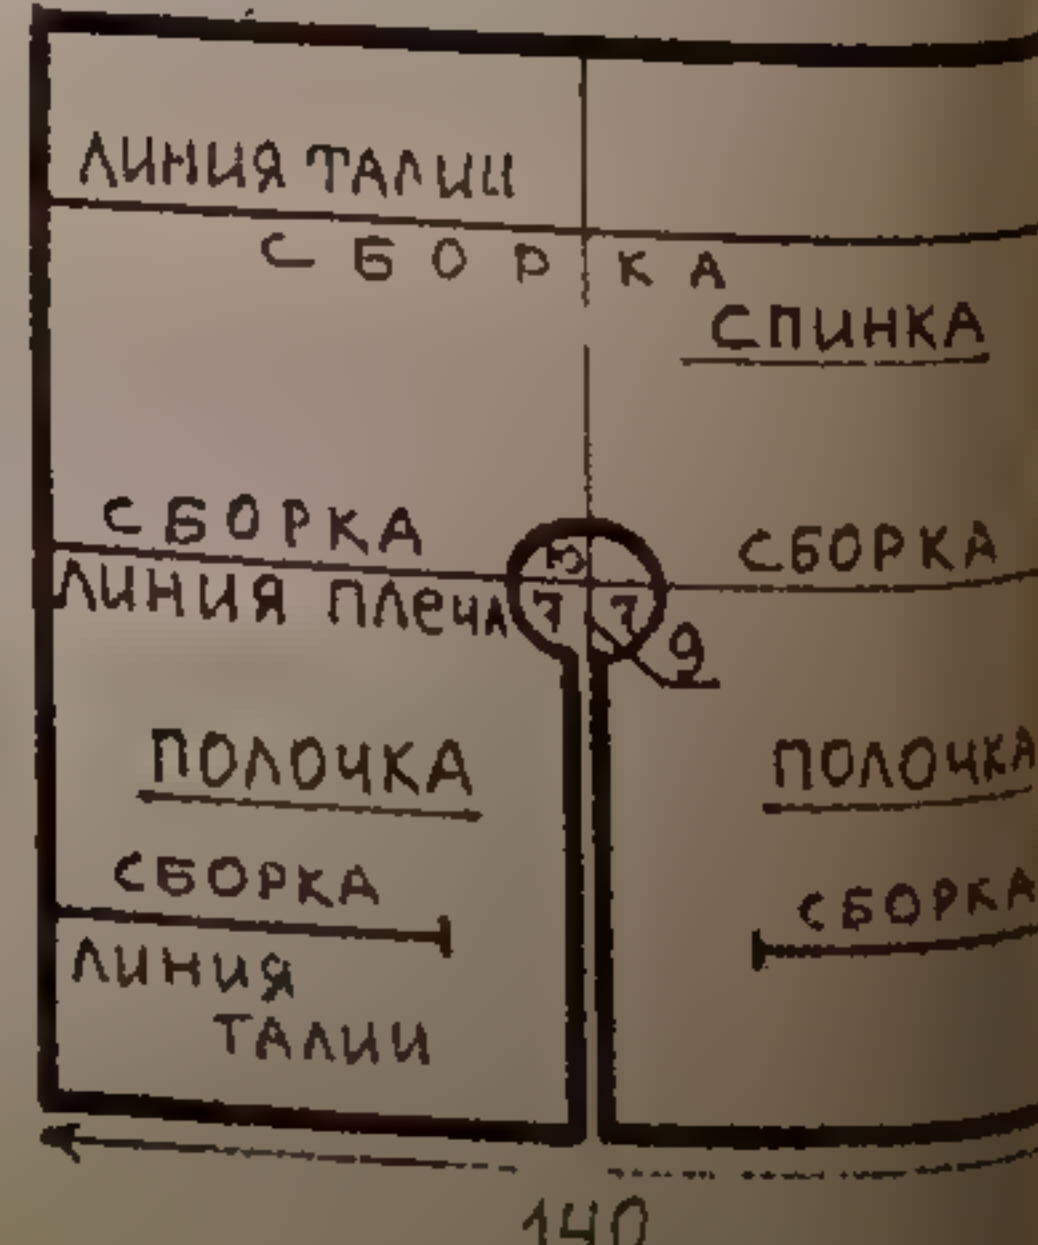 ЛИНИЯ ТАЛИИ
СБОРКА
СПИНКА
СБОРКА
СБОРКА
ЛИНИЯ ПЛЕЧА
Ю
7 7
9
ПОЛОЧКА
ПОЛОЧКА
СБОРКА
СБОРКА
ЛИНИЯ
ТАЛИИ
140